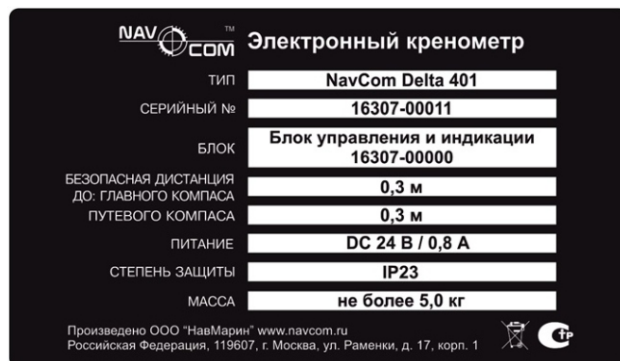 NAV COM ™
Электронный кренометр
ТИП NavCom Delta 401
СЕРИЙНЫЙ № 16307-00011
БЛОК Блок управления и индикации
16307-00000
БЕЗОПАСНАЯ ДИСТАНЦИЯ
ДО: ГЛАВНОГО КОМПАСА 0,3 м
ПУТЕВОГО КОМПАСА 0,3 м
ПИТАНИЕ DC 24 В / 0,8 А
СТЕПЕНЬ ЗАЩИТЫ IP23
МАССА не более 5,0 кг
Произведено ООО "НавМарин" www.navcom.ru
Российская Федерация, 119607, г. Москва, ул. Раменки, д. 17, корп. 1